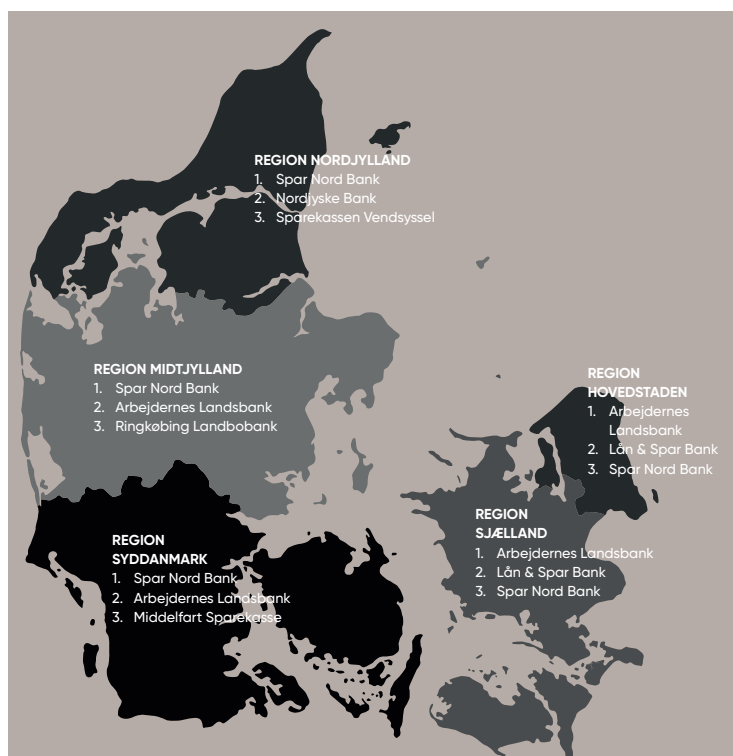 REGION NORDJYLLAND
1. Spar Nord Bank
2. Nordjyske Bank
3. Sparekassen Vendsyssel
REGION MIDTJYLLAND
1. Spar Nord Bank
2. Arbejdernes Landsbank
3. Ringkøbing Landbobank
REGION
HOVEDSTADEN
1. Arbejdernes
Landsbank
2. Lån & Spar Bank
3. Spar Nord Bank
REGION
SJÆLLAND
1. Arbejdernes Landsbank
2. Lån & Spar Bank
3. Spar Nord Bank
REGION
SYDDANMARK
1. Spar Nord Bank
2. Arbejdernes Landsbank
3. Middelfart Sparekasse